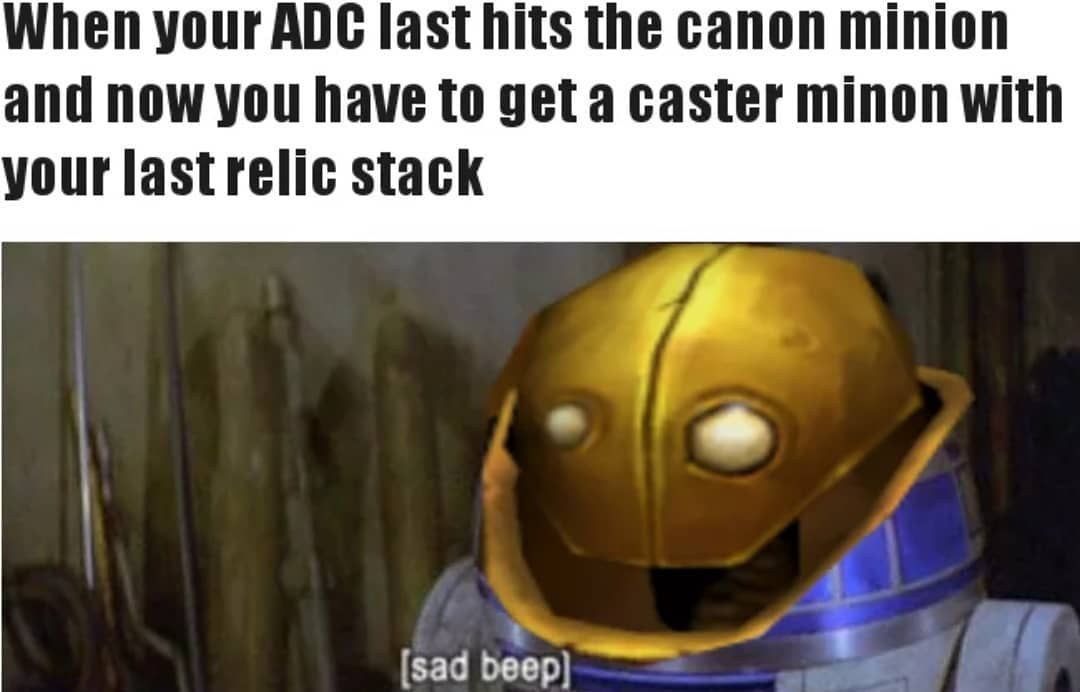 When your ADC last hits the canon minion
and now you have to get a caster minon with
your last relic stack
[sad beep]